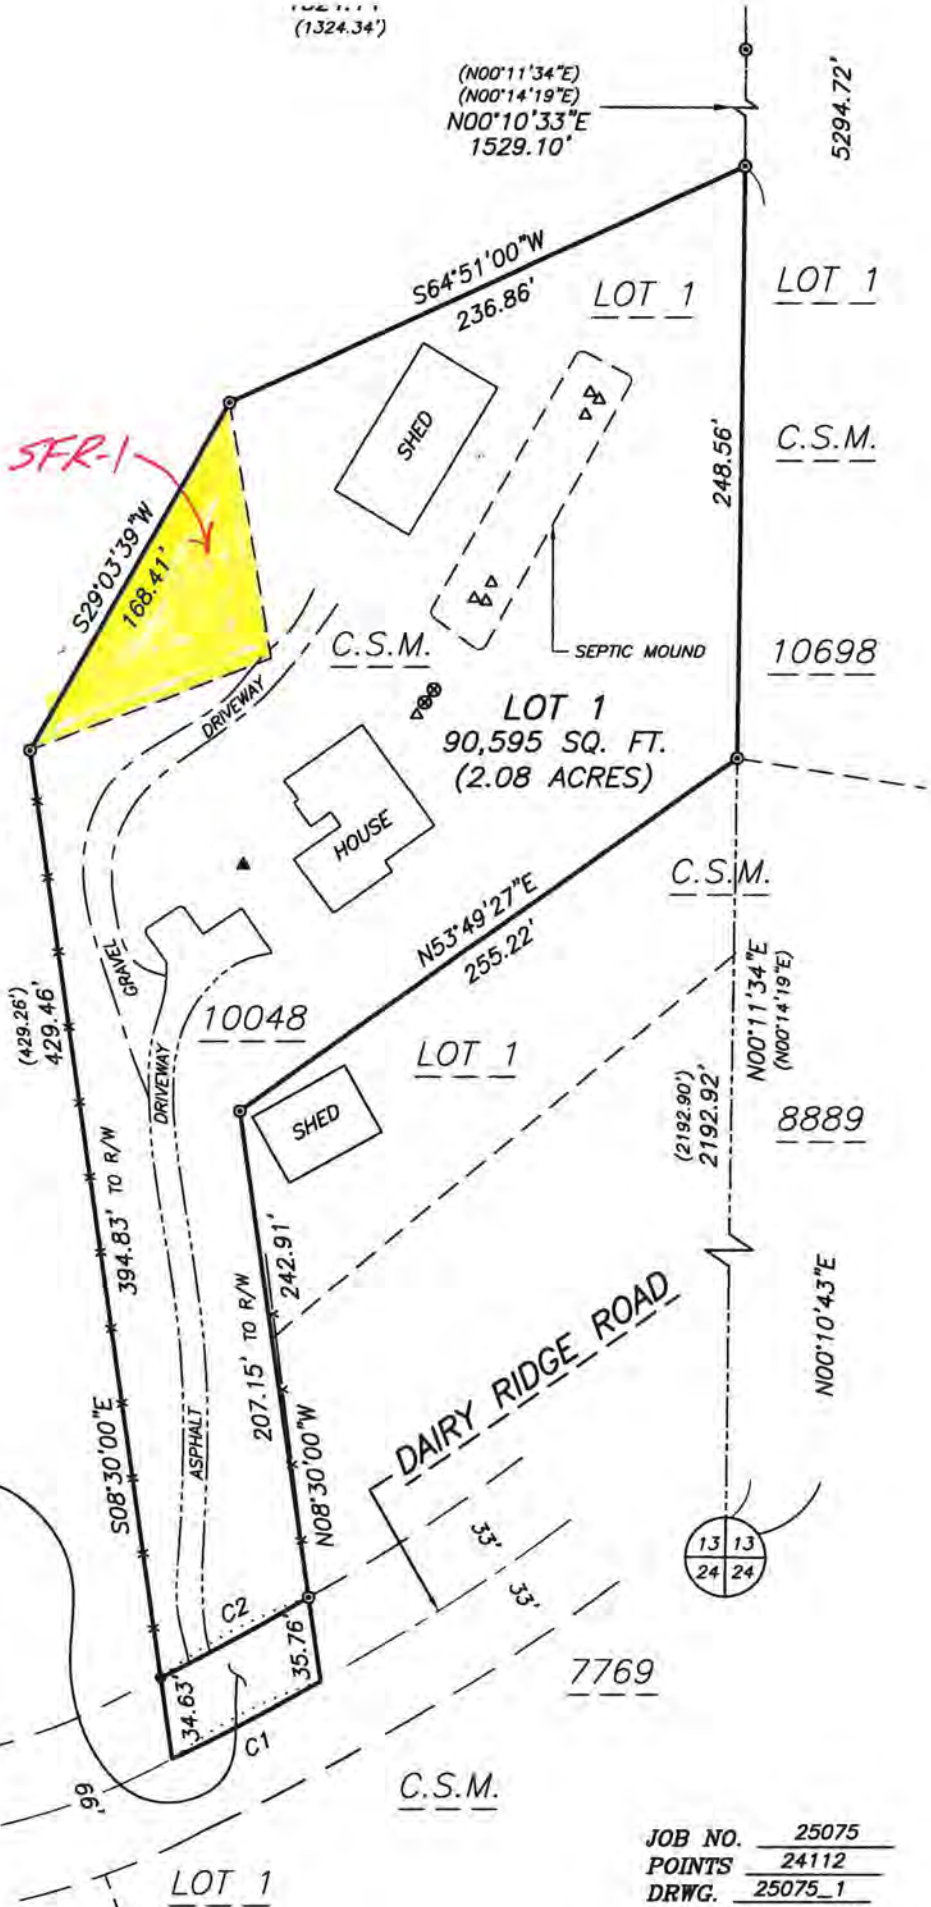 (1324.34')
(N00°11'34"E)
(N00°14'19"E)
N00°10'33"E
1529.10'
5294.72'
S64°51'00"W
236.86'
LOT 1
LOT 1
SHED
SFR-1
C.S.M.
248.56'
S29°03'39"W
168.41'
C.S.M.
SEPTIC MOUND
10698
DRIVEWAY
LOT 1
90,595 SQ. FT.
(2.08 ACRES)
HOUSE
C.S.M.
N53°49'27"E
255.22'
GRAVEL
N00°11'34"E
(N00°14'19"E)
(429.26')
429.46'
10048
LOT 1
DRIVEWAY
SHED
(2192.90')
2192.92'
8889
394.83' TO R/W
242.91'
207.15' TO R/W
DAIRY RIDGE ROAD
N00°10'43"E
S08°30'00"E
ASPHALT
N08°30'00"W
33'
33'
13 13
24 24
C2
35.76'
34.63'
C1
7769
66'
C.S.M.
LOT 1
JOB NO. 25075
POINTS 24112
DRWG. 25075_1